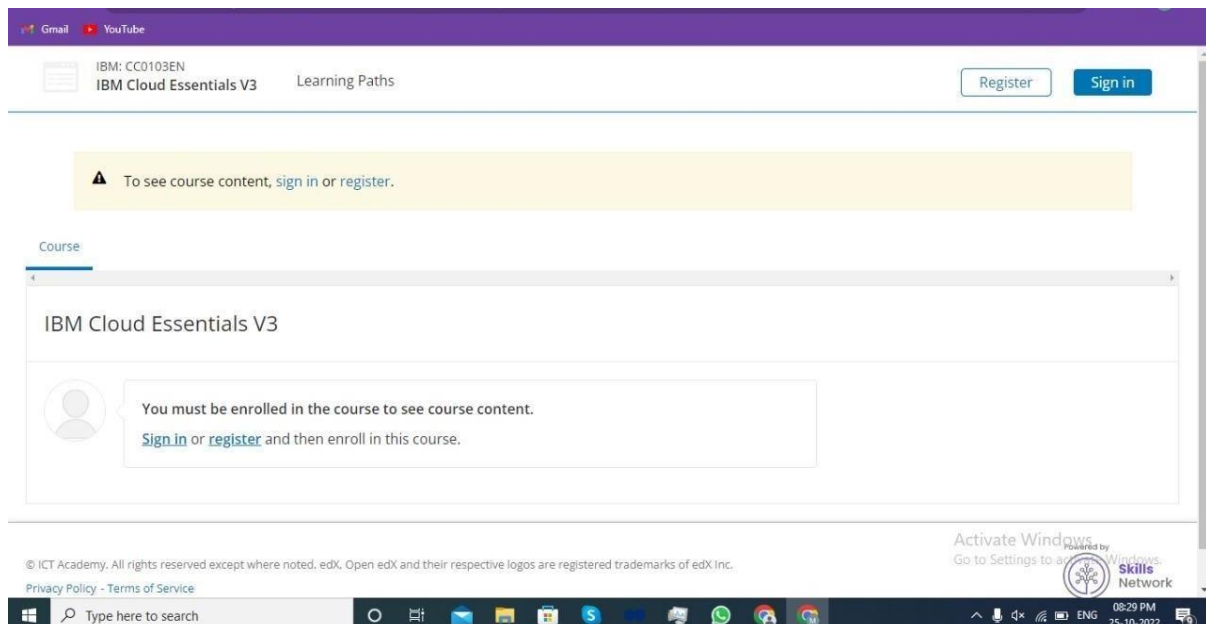 Gmail YouTube
IBM: CC0103EN
IBM Cloud Essentials V3
Learning Paths
Register
Sign in
To see course content, sign in or register.
Course
IBM Cloud Essentials V3
You must be enrolled in the course to see course content.
Sign in or register and then enroll in this course.
Activate Windows
Go to Settings to activate Windows.
Powered by
Skills
Network
© ICT Academy. All rights reserved except where noted. edX, Open edX and their respective logos are registered trademarks of edX Inc.
Privacy Policy - Terms of Service
Type here to search
ENG
08:29 PM
25-10-2022